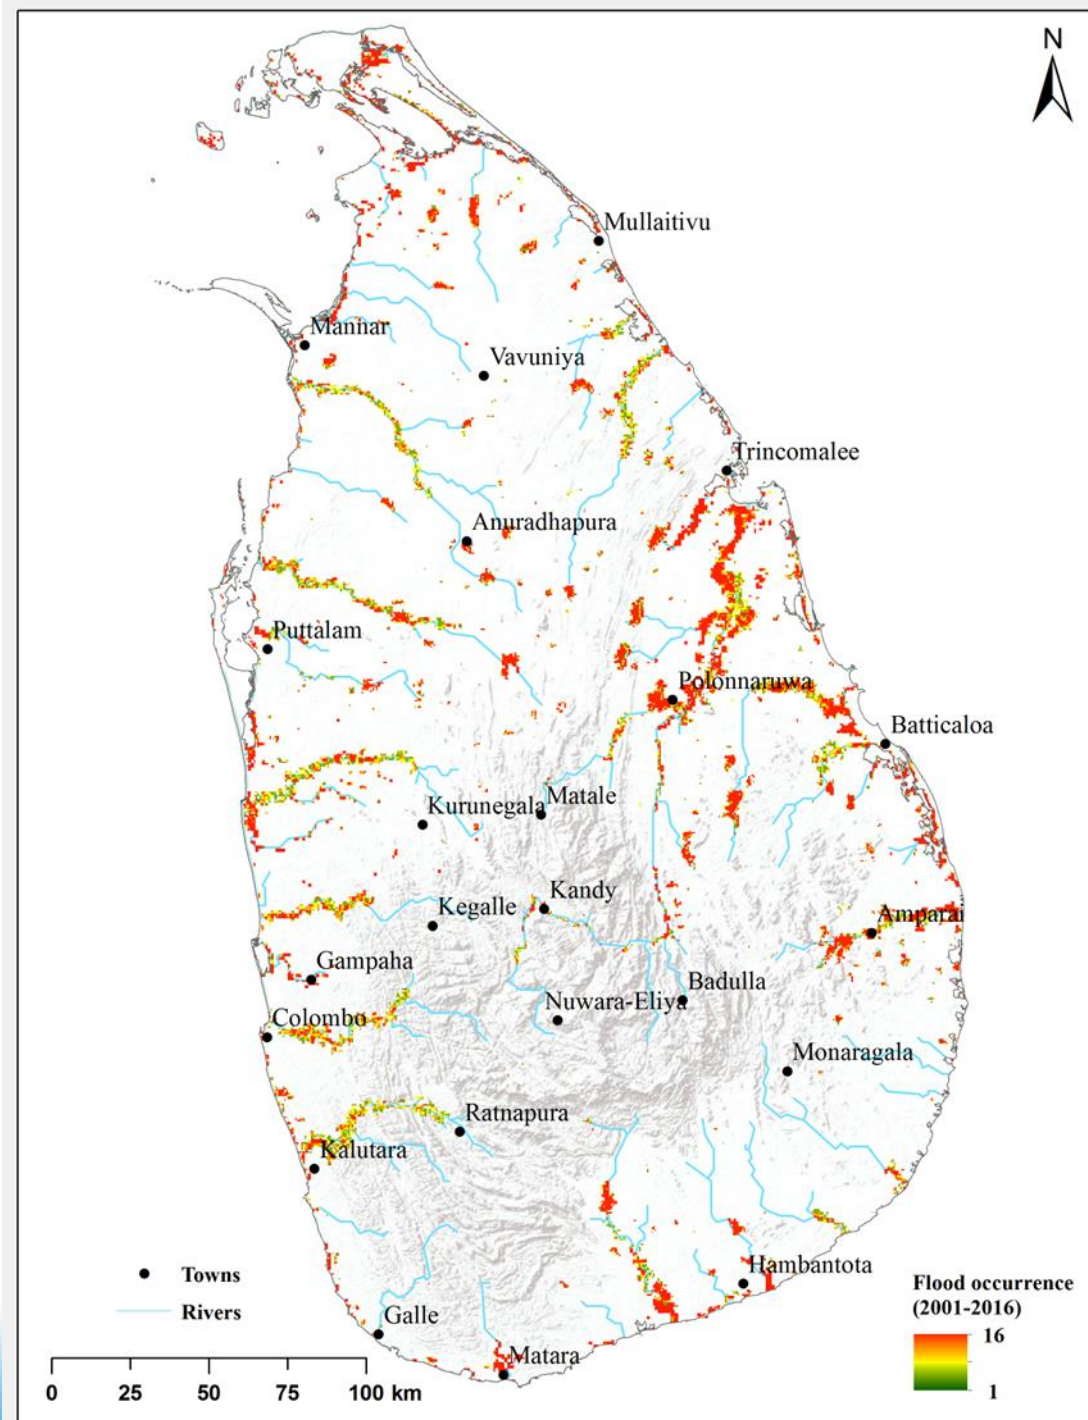 N
Mullaitivu
Mannar
Vavuniya
Trincomalee
Anuradhapura
Puttalam
Polonnaruwa
Batticaloa
Matale
Kurunegala
Kandy
Kegalle
Amparai
Gampaha
Badulla
Nuwara-Eliya
Colombo
Monaragala
Ratnapura
Kalutara
Hambantota
Towns
Rivers
Flood occurrence
(2001-2016)
16
1
Galle
Matara
0 25 50 75 100 km